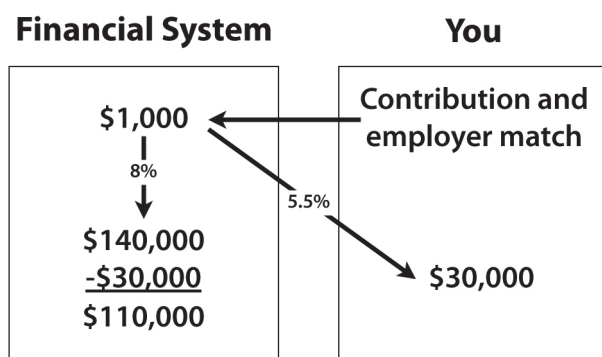 Financial System
You
$1,000
Contribution and
employer match
8%
5.5%
$140,000
-$30,000
$110,000
$30,000